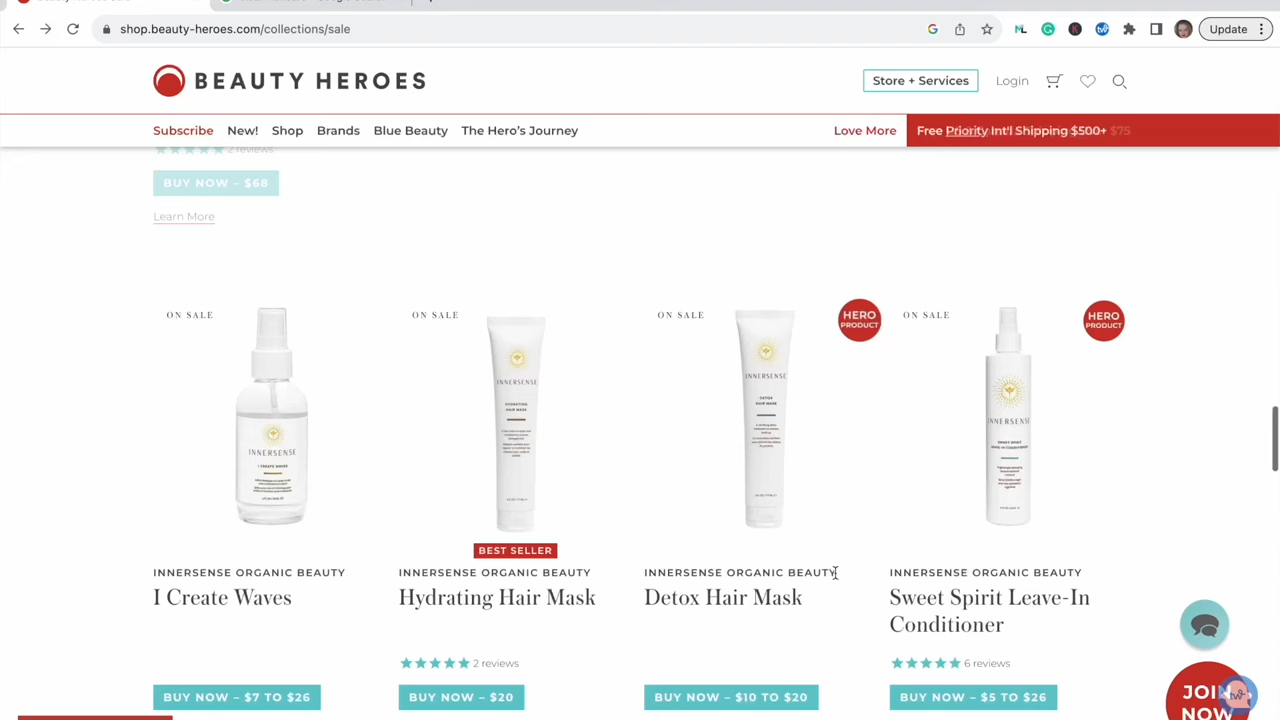 shop.beauty-heroes.com/collections/sale
Update
BEAUTY HEROES
Store + Services
Login
Subscribe
New!
Shop
Brands
Blue Beauty
The Hero's Journey
Love More
Free Priority Int'l Shipping $500+ $75
2 reviews
BUY NOW – $68
Learn More
ON SALE
INNERSENSE
I CREATE WAVES
ON SALE
INNERSENSE
HYDRATING
HAIR MASK
BEST SELLER
ON SALE
HERO
PRODUCT
INNERSENSE
DETOX
HAIR MASK
ON SALE
HERO
PRODUCT
INNERSENSE
SWEET SPIRIT
LEAVE-IN CONDITIONER
INNERSENSE ORGANIC BEAUTY
I Create Waves
BUY NOW – $7 TO $26
INNERSENSE ORGANIC BEAUTY
Hydrating Hair Mask
2 reviews
BUY NOW – $20
INNERSENSE ORGANIC BEAUTY
Detox Hair Mask
BUY NOW – $10 TO $20
INNERSENSE ORGANIC BEAUTY
Sweet Spirit Leave-In
Conditioner
6 reviews
BUY NOW – $5 TO $26
JOIN
NOW